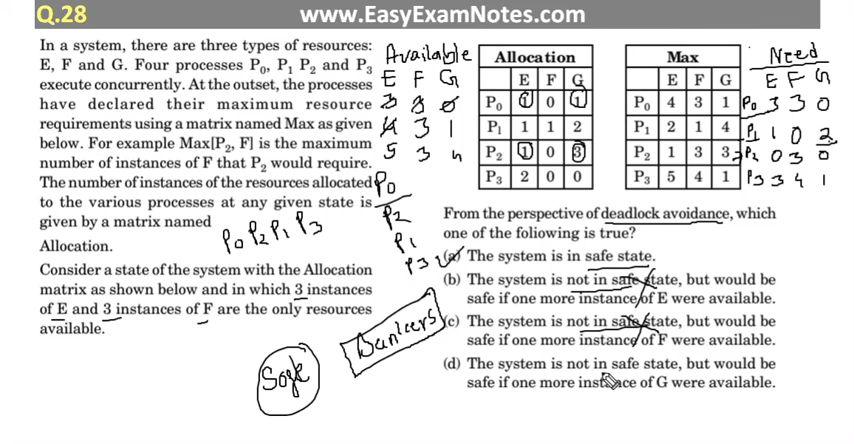 Q.28
www.EasyExamNotes.com
In a system, there are three types of resources:
E, F and G. Four processes P0, P1 P2 and P3
execute concurrently. At the outset, the processes
have declared their maximum resource
requirements using a matrix named Max as given
below. For example Max[P2, F] is the maximum
number of instances of F that P2 would require.
The number of instances of the resources allocated
to the various processes at any given state is
given by a matrix named
Allocation.
Consider a state of the system with the Allocation
matrix as shown below and in which 3 instances
of E and 3 instances of F are the only resources
available.
P0 P2 P1 P3
Available
E F G
3 3 0
4 3 1
5 3 4
P0
P2
P1
P3
Allocation
E F G
P0 1 0 1
P1 1 1 2
P2 1 0 3
P3 2 0 0
Max
E F G
P0 4 3 1
P1 2 1 4
P2 1 3 3
P3 5 4 1
Need
E F G
P0 3 3 0
P1 1 0 2
P2 0 3 0
P3 3 4 1
From the perspective of deadlock avoidance, which
one of the following is true?
(a) The system is in safe state.
(b) The system is not in safe state, but would be
safe if one more instance of E were available.
(c) The system is not in safe state, but would be
safe if one more instance of F were available.
(d) The system is not in safe state, but would be
safe if one more instance of G were available.
Bankers
Safe